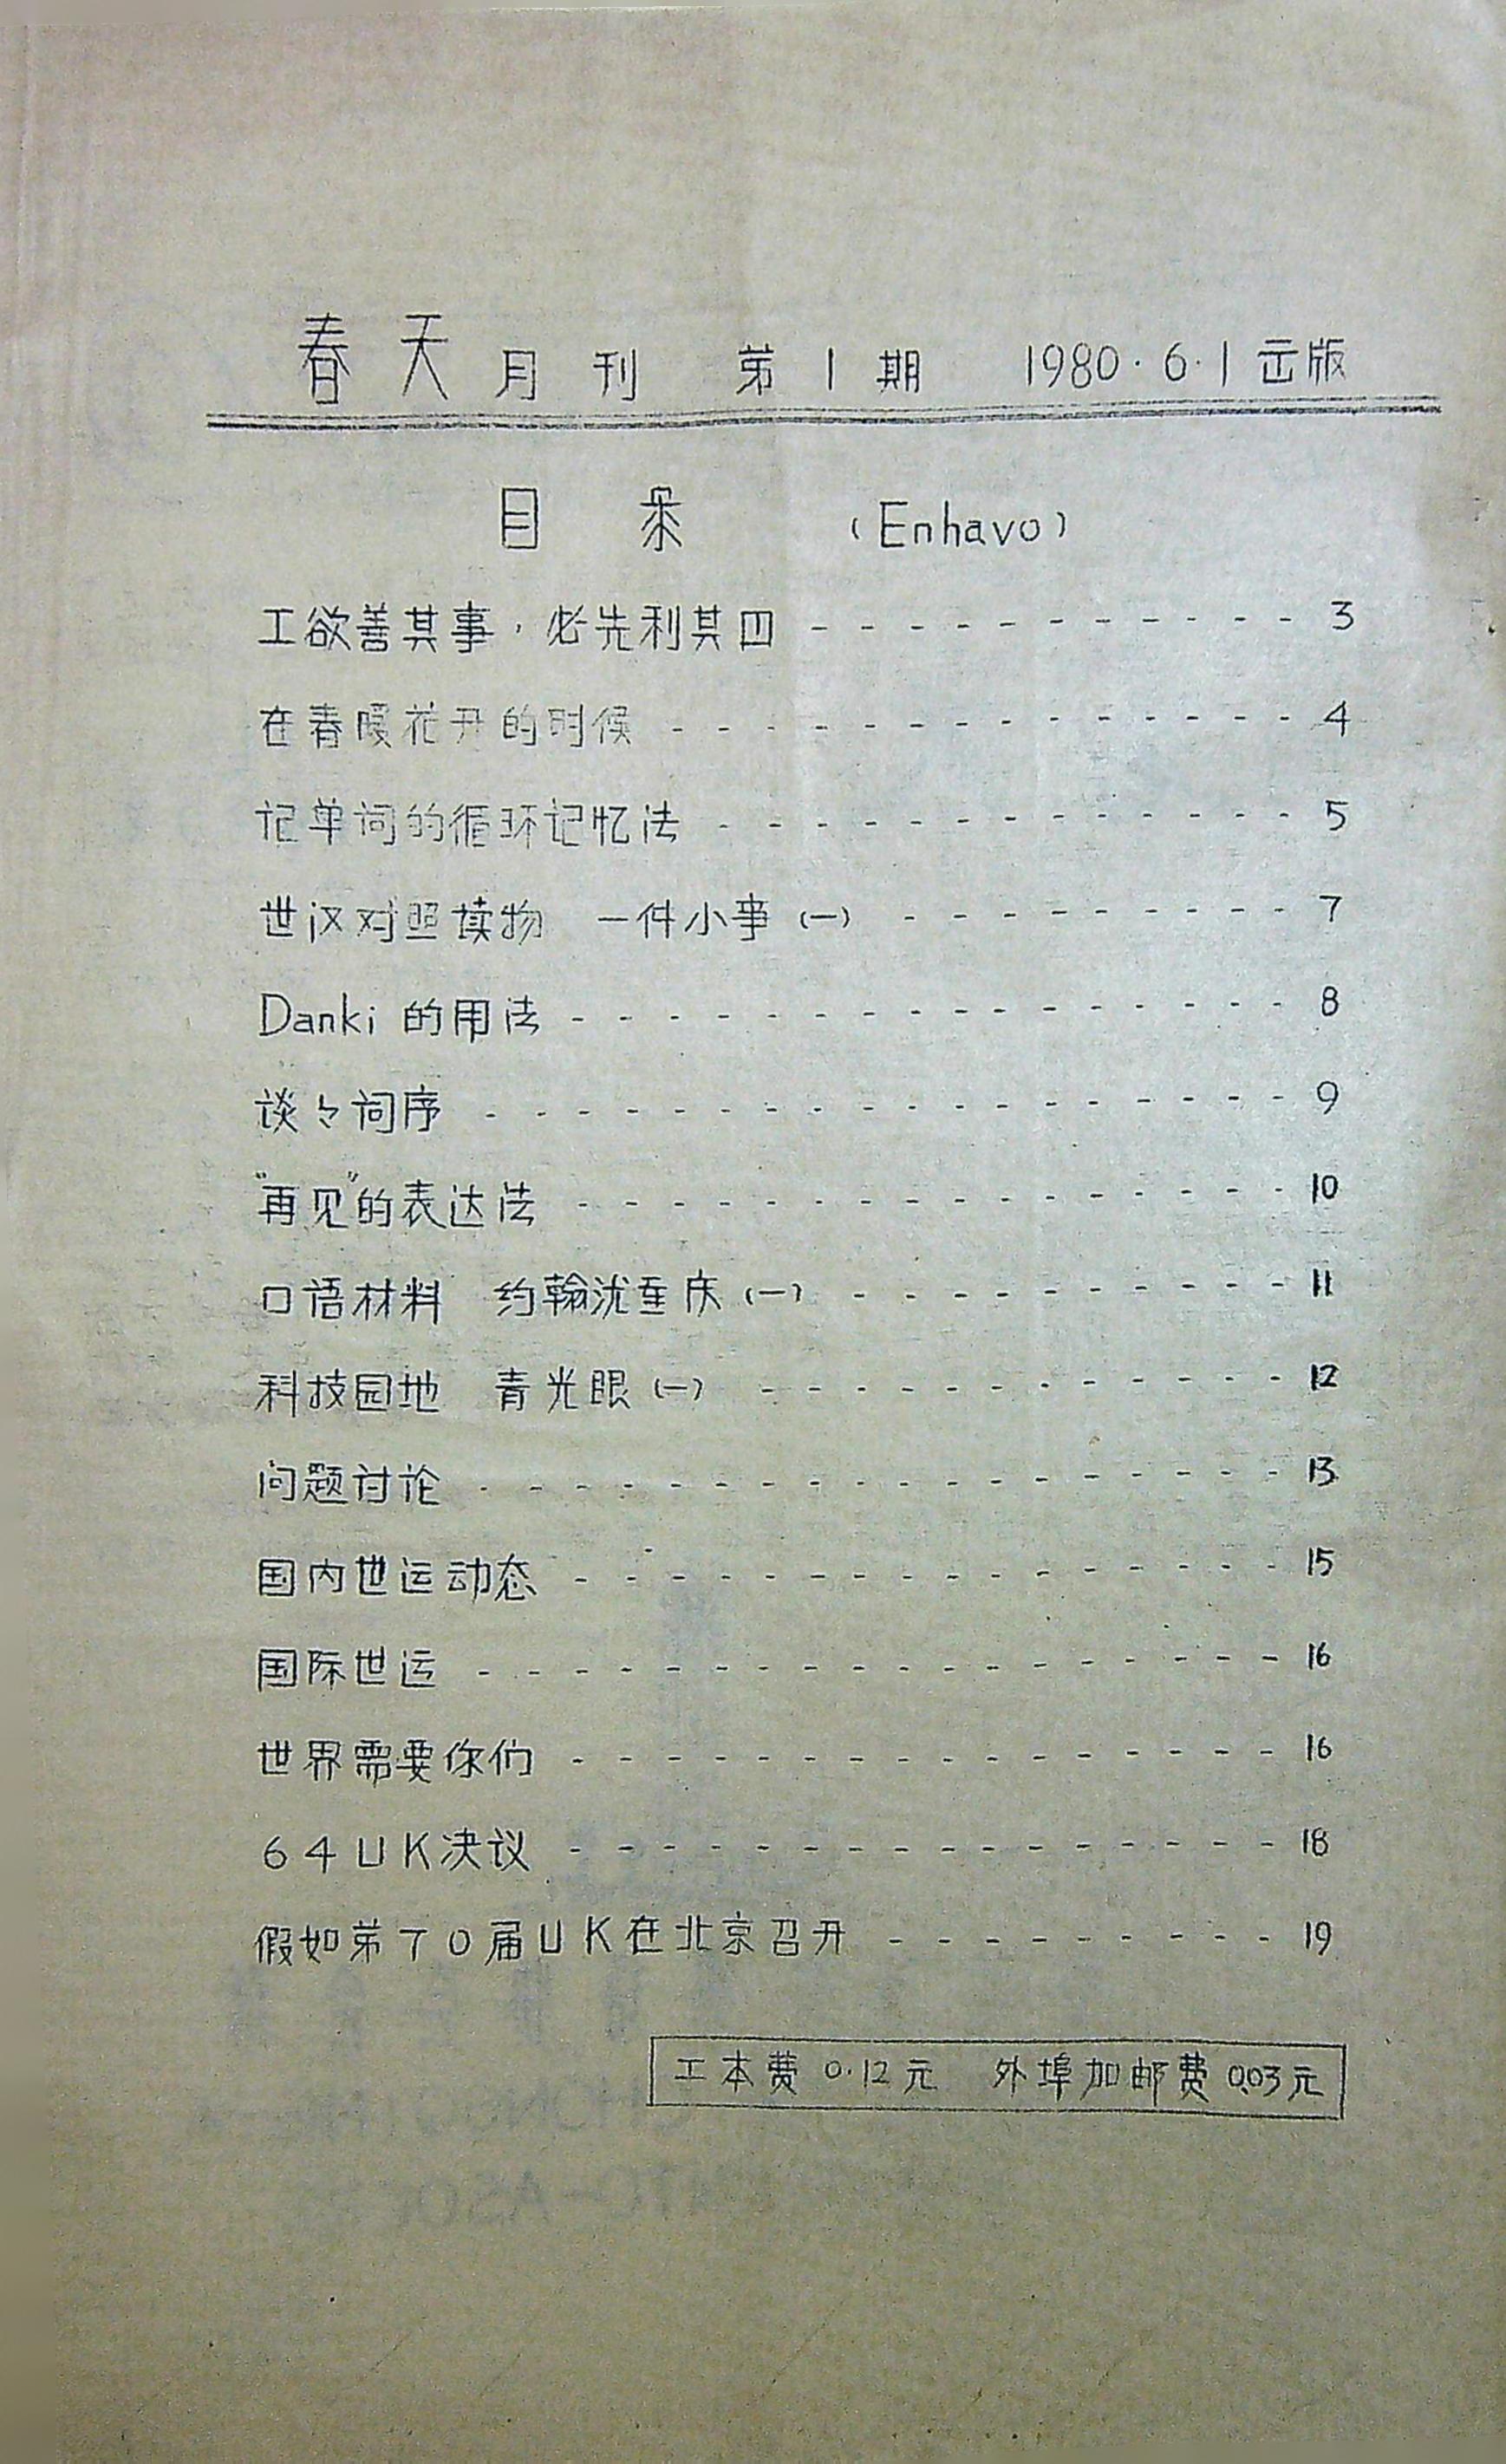 春天月刊 第1期 1980·6·1出版
目录 (Enhavo)
工欲善其事，必先利其四 - - - - - - - - - - - 3
在春暖花开的时候 - - - - - - - - - - - - - - 4
记单词的循环记忆法 - - - - - - - - - - - - - 5
世汉对照读物 一件小事(一) - - - - - - - - - 7
Danki 的用法 - - - - - - - - - - - - - - - - 8
谈々词序 - - - - - - - - - - - - - - - - - - 9
"再见"的表达法 - - - - - - - - - - - - - - - - 10
口语材料 约翰游重庆(一) - - - - - - - - - - 11
科技园地 青光眼(一) - - - - - - - - - - - - 12
问题讨论 - - - - - - - - - - - - - - - - - - 13
国内世运动态 - - - - - - - - - - - - - - - - 15
国际世运 - - - - - - - - - - - - - - - - - - 16
世界需要你们 - - - - - - - - - - - - - - - - 16
64UK决议 - - - - - - - - - - - - - - - - 18
假如第70届UK在北京召开 - - - - - - - - - 19
工本费0.12元 外埠加邮费0.03元